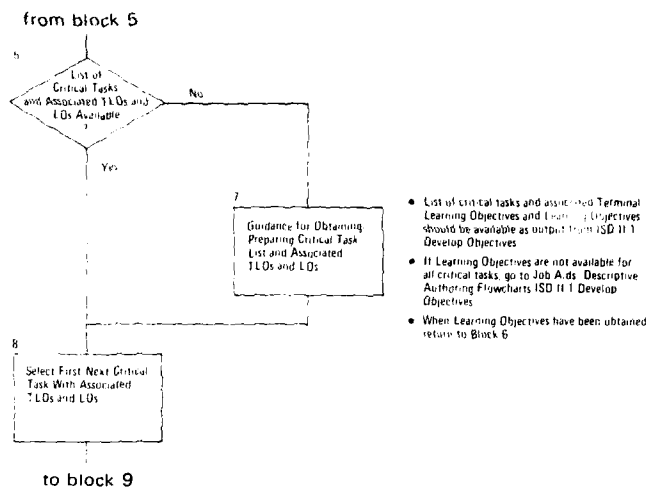 from block 5
6
List of
Critical Tasks
and Associated TLOs and
LOs Available
?
No
Yes
7
Guidance for Obtaining
Preparing Critical Task
List and Associated
TLOs and LOs
• List of critical tasks and associated Terminal
Learning Objectives and Learning Objectives
should be available as output from ISD II.1
Develop Objectives
• If Learning Objectives are not available for
all critical tasks, go to Job Aids Descriptive
Authoring Flowcharts ISD II.1 Develop
Objectives
• When Learning Objectives have been obtained
return to Block 6
8
Select First Next Critical
Task With Associated
TLOs and LOs
to block 9